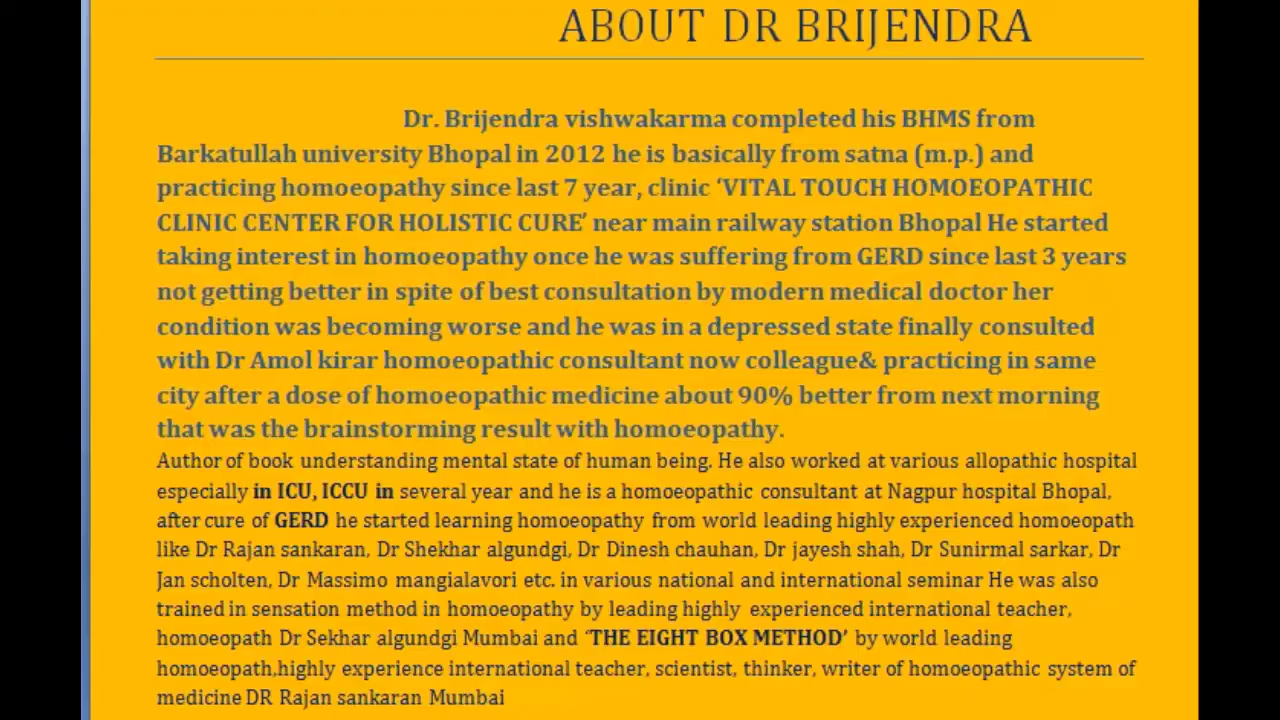 ABOUT DR BRIJENDRA
Dr. Brijendra vishwakarma completed his BHMS from
Barkatullah university Bhopal in 2012 he is basically from satna (m.p.) and
practicing homoeopathy since last 7 year, clinic ‘VITAL TOUCH HOMOEOPATHIC
CLINIC CENTER FOR HOLISTIC CURE’ near main railway station Bhopal He started
taking interest in homoeopathy once he was suffering from GERD since last 3 years
not getting better in spite of best consultation by modern medical doctor her
condition was becoming worse and he was in a depressed state finally consulted
with Dr Amol kirar homoeopathic consultant now colleague& practicing in same
city after a dose of homoeopathic medicine about 90% better from next morning
that was the brainstorming result with homoeopathy.
Author of book understanding mental state of human being. He also worked at various allopathic hospital
especially in ICU, ICCU in several year and he is a homoeopathic consultant at Nagpur hospital Bhopal,
after cure of GERD he started learning homoeopathy from world leading highly experienced homoeopath
like Dr Rajan sankaran, Dr Shekhar algundgi, Dr Dinesh chauhan, Dr jayesh shah, Dr Sunirmal sarkar, Dr
Jan scholten, Dr Massimo mangialavori etc. in various national and international seminar He was also
trained in sensation method in homoeopathy by leading highly experienced international teacher,
homoeopath Dr Sekhar algundgi Mumbai and ‘THE EIGHT BOX METHOD’ by world leading
homoeopath,highly experience international teacher, scientist, thinker, writer of homoeopathic system of
medicine DR Rajan sankaran Mumbai